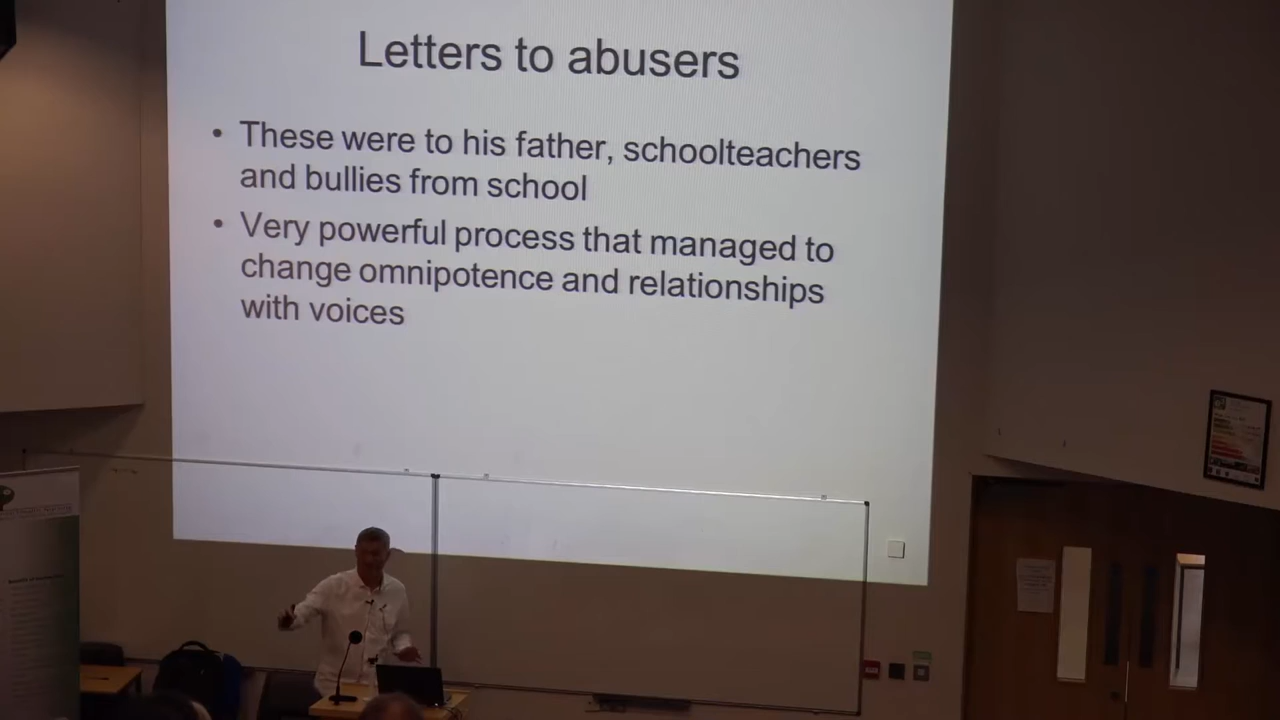 Letters to abusers
• These were to his father, schoolteachers
and bullies from school
• Very powerful process that managed to
change omnipotence and relationships
with voices